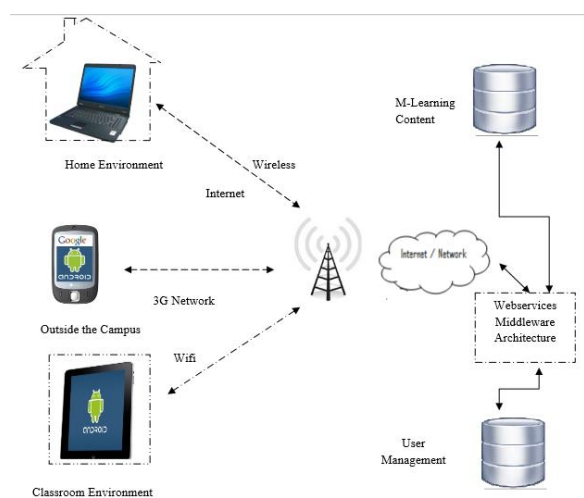 Home Environment
Wireless
Internet
M-Learning
Content
Google
android
3G Network
Outside the Campus
Internet / Network
Webservices
Middleware
Architecture
Wifi
android
Classroom Environment
User
Management